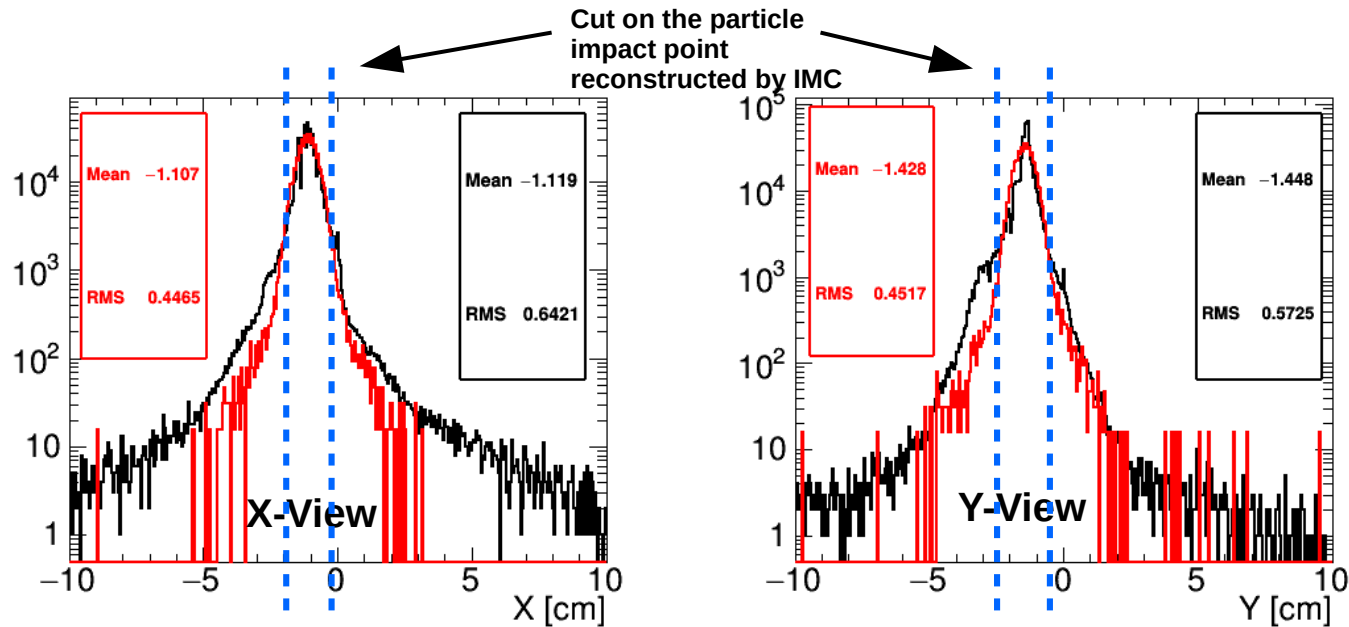 Cut on the particle
impact point
reconstructed by IMC
10^4
10^3
10^2
10
1
Mean −1.107
RMS 0.4465
Mean −1.119
RMS 0.6421
X-View
−10 −5 0 5 10
X [cm]
10^5
10^4
10^3
10^2
10
1
Mean −1.428
RMS 0.4517
Mean −1.448
RMS 0.5725
Y-View
−10 −5 0 5 10
Y [cm]